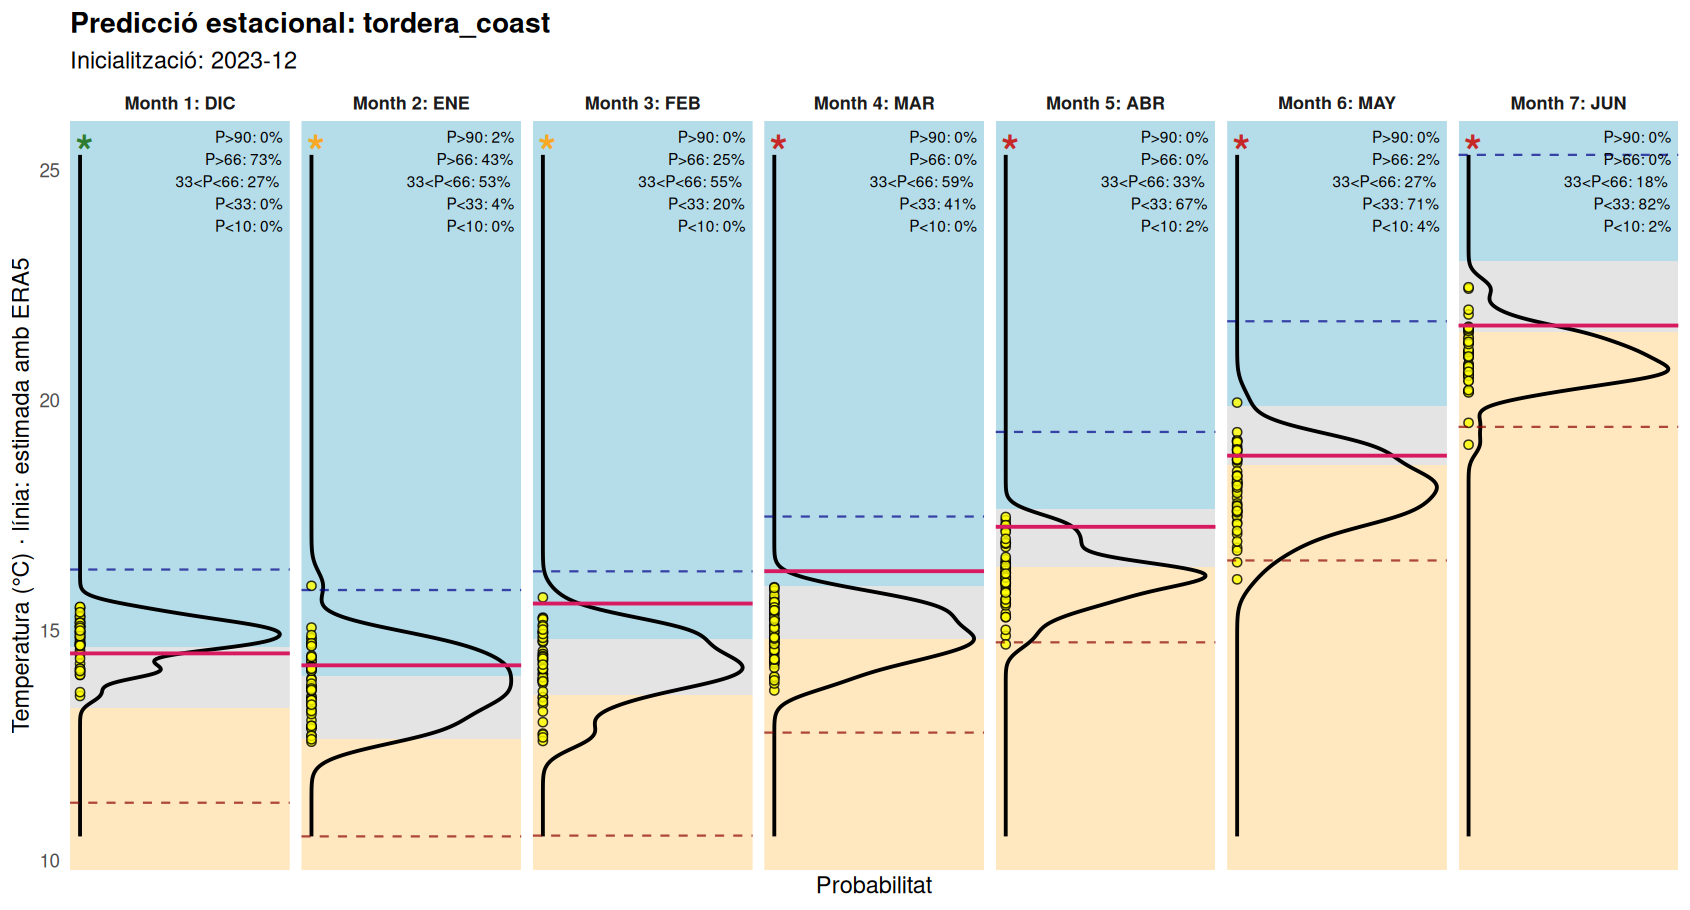 Predicció estacional: tordera_coast
Inicialització: 2023-12
Month 1: DIC
Month 2: ENE
Month 3: FEB
Month 4: MAR
Month 5: ABR
Month 6: MAY
Month 7: JUN
P>90: 0%
P>66: 73%
33<P<66: 27%
P<33: 0%
P<10: 0%
P>90: 2%
P>66: 43%
33<P<66: 53%
P<33: 4%
P<10: 0%
P>90: 0%
P>66: 25%
33<P<66: 55%
P<33: 20%
P<10: 0%
P>90: 0%
P>66: 0%
33<P<66: 59%
P<33: 41%
P<10: 0%
P>90: 0%
P>66: 0%
33<P<66: 33%
P<33: 67%
P<10: 2%
P>90: 0%
P>66: 2%
33<P<66: 27%
P<33: 71%
P<10: 4%
P>90: 0%
P>66: 0%
33<P<66: 18%
P<33: 82%
P<10: 2%
25
20
15
10
Temperatura (°C) · línia: estimada amb ERA5
Probabilitat